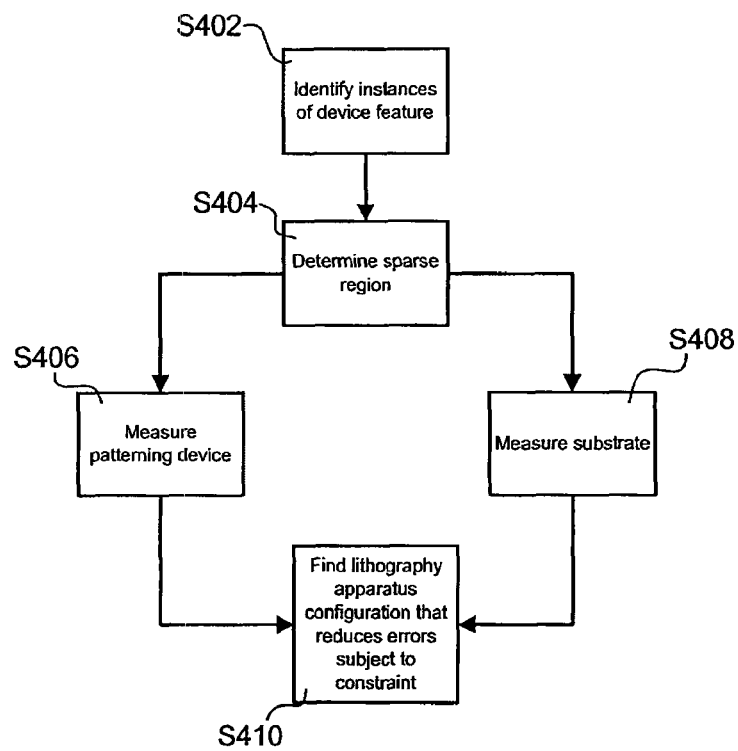 S402
Identify instances
of device feature
S404
Determine sparse
region
S406
Measure
patterning device
S408
Measure substrate
Find lithography
apparatus
configuration that
reduces errors
subject to
constraint
S410